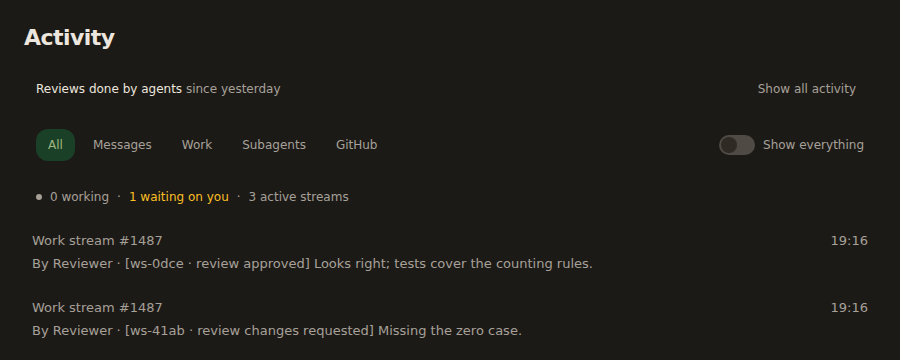 Activity
Reviews done by agents since yesterday
Show all activity
All Messages Work Subagents GitHub
Show everything
0 working · 1 waiting on you · 3 active streams
Work stream #1487 19:16
By Reviewer · [ws-0dce · review approved] Looks right; tests cover the counting rules.
Work stream #1487 19:16
By Reviewer · [ws-41ab · review changes requested] Missing the zero case.